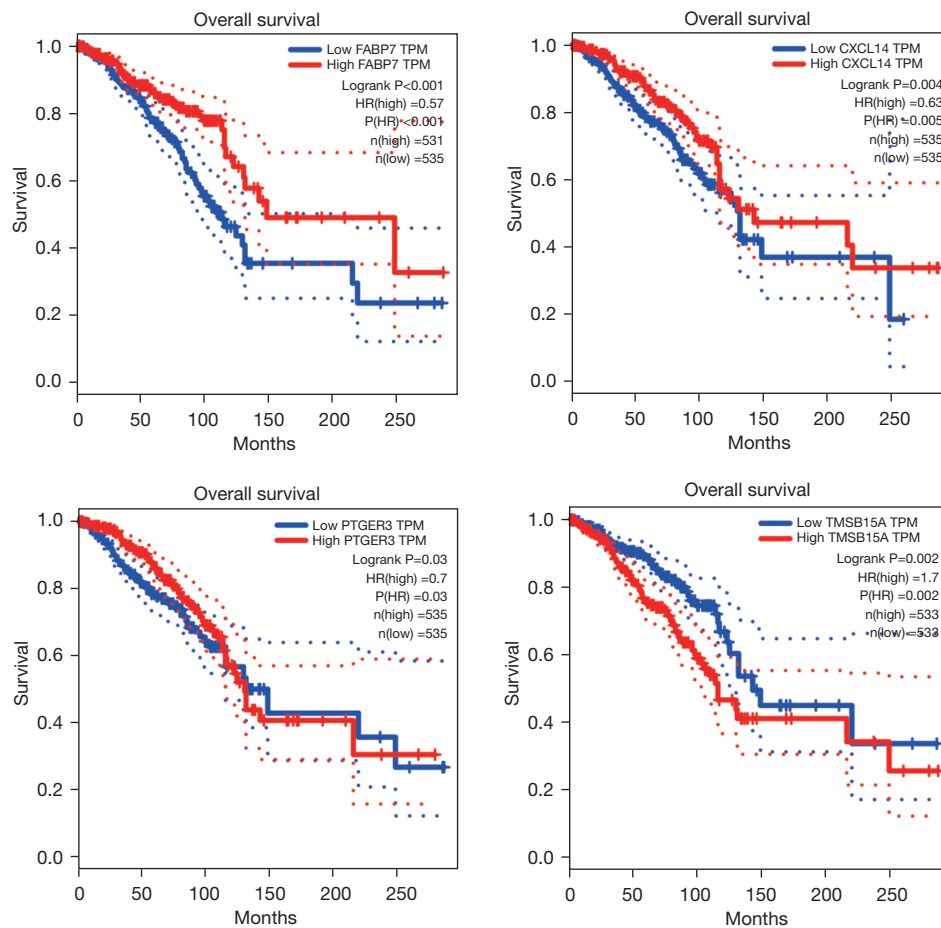 Overall survival
Low FABP7 TPM
High FABP7 TPM
Logrank P<0.001
HR(high) =0.57
P(HR) <0.001
n(high) =531
n(low) =535
Survival
1.0
0.8
0.6
0.4
0.2
0.0
0 50 100 150 200 250
Months
Overall survival
Low CXCL14 TPM
High CXCL14 TPM
Logrank P=0.004
HR(high) =0.63
P(HR) =0.005
n(high) =535
n(low) =535
Survival
1.0
0.8
0.6
0.4
0.2
0.0
0 50 100 150 200 250
Months
Overall survival
Low PTGER3 TPM
High PTGER3 TPM
Logrank P=0.03
HR(high) =0.7
P(HR) =0.03
n(high) =535
n(low) =535
Survival
1.0
0.8
0.6
0.4
0.2
0.0
0 50 100 150 200 250
Months
Overall survival
Low TMSB15A TPM
High TMSB15A TPM
Logrank P=0.002
HR(high) =1.7
P(HR) =0.002
n(high) =533
n(low) =533
Survival
1.0
0.8
0.6
0.4
0.2
0.0
0 50 100 150 200 250
Months